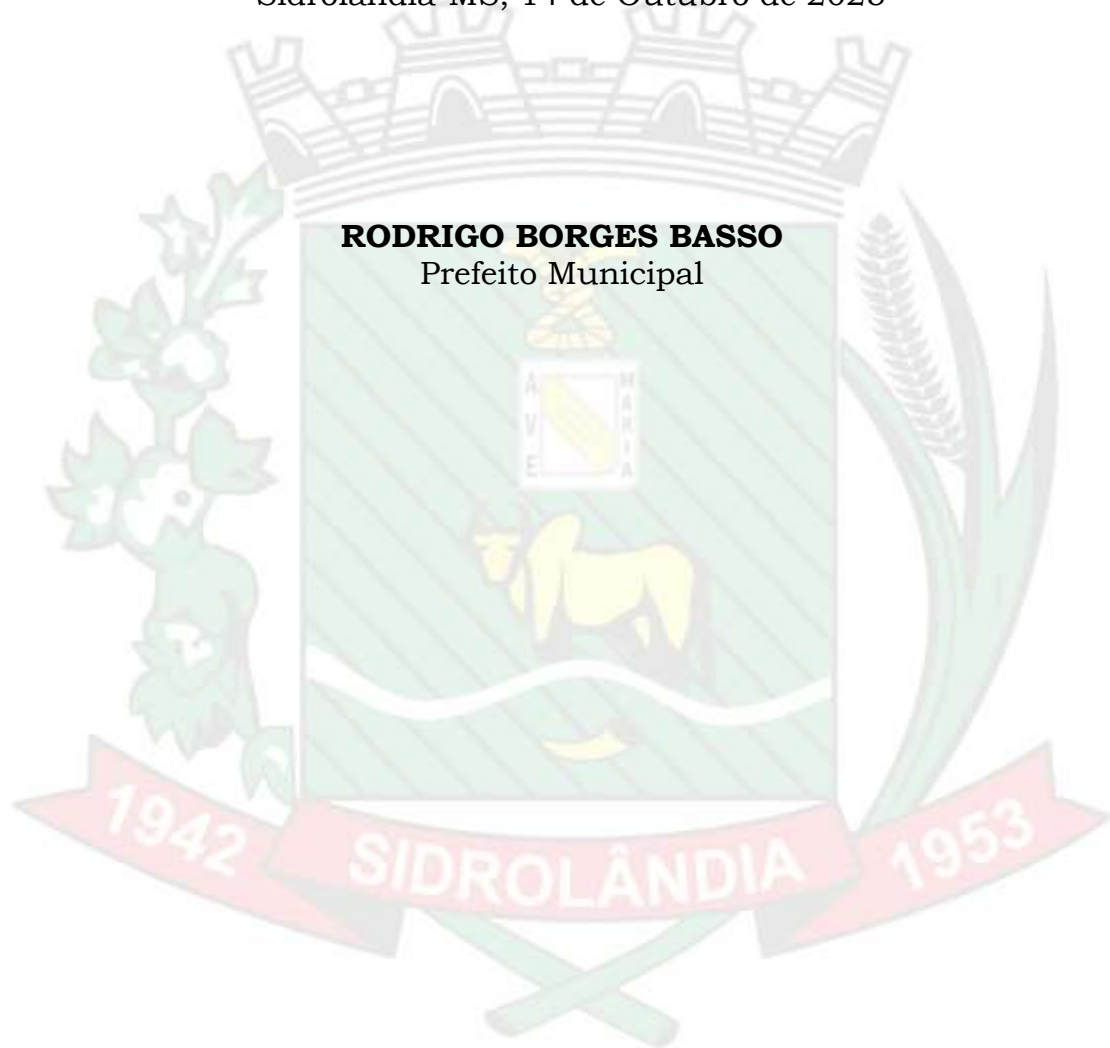 Sidrolândia-MS, 14 de Outubro de 2025
RODRIGO BORGES BASSO
Prefeito Municipal
AVE
MARIA
1942
SIDROLÂNDIA
1953